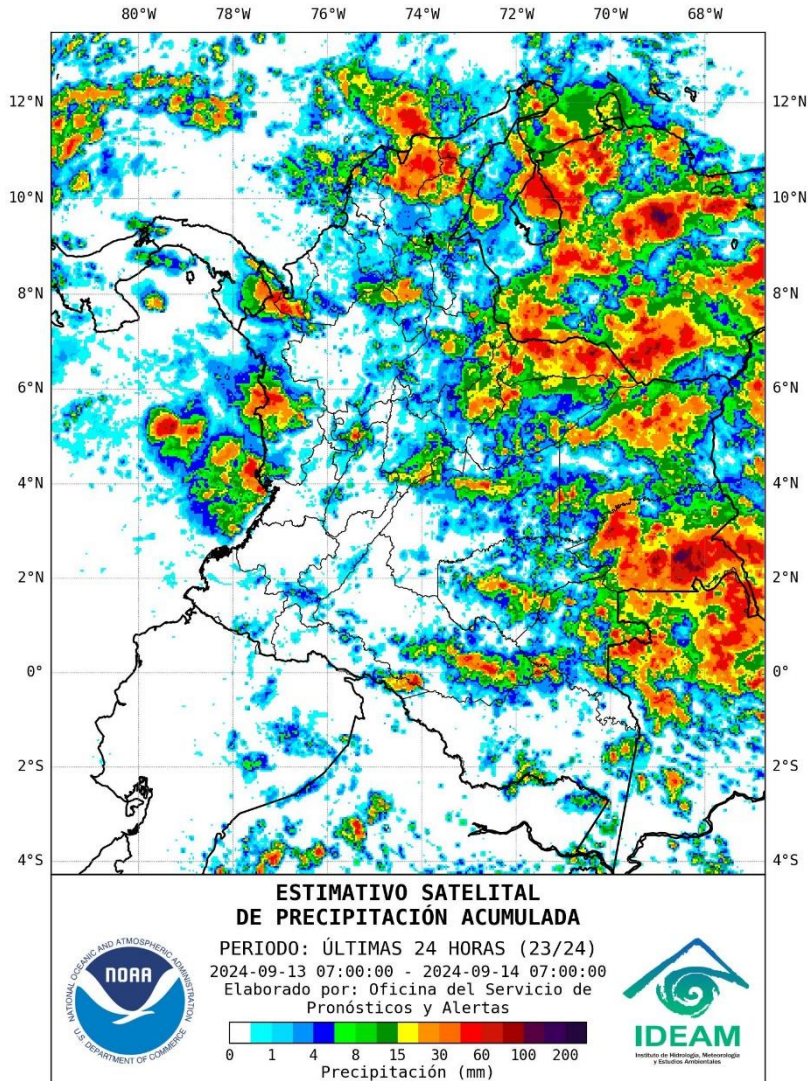 80°W 78°W 76°W 74°W 72°W 70°W 68°W
12°N 12°N
10°N 10°N
8°N 8°N
6°N 6°N
4°N 4°N
2°N 2°N
0° 0°
2°S 2°S
4°S 4°S
ESTIMATIVO SATELITAL
DE PRECIPITACIÓN ACUMULADA
PERIODO: ÚLTIMAS 24 HORAS (23/24)
2024-09-13 07:00:00 - 2024-09-14 07:00:00
Elaborado por: Oficina del Servicio de
Pronósticos y Alertas
0 1 4 8 15 30 60 100 200
Precipitación (mm)
NATIONAL OCEANIC AND ATMOSPHERIC ADMINISTRATION
NOAA
U.S. DEPARTMENT OF COMMERCE
IDEAM
Instituto de Hidrología, Meteorología
y Estudios Ambientales